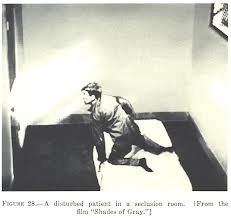 FIGURE 28.—A disturbed patient in a seclusion room. [From the
film "Shades of Gray."]